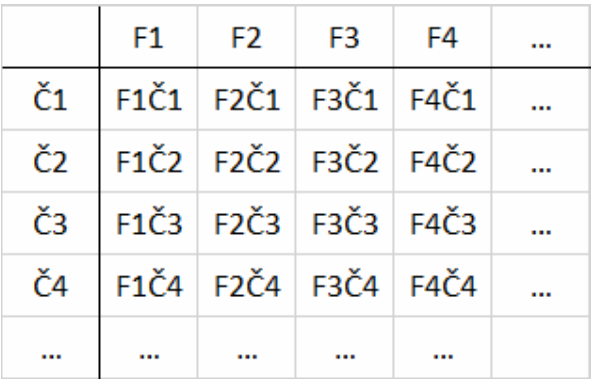 F1 F2 F3 F4 ...
Č1 F1Č1 F2Č1 F3Č1 F4Č1 ...
Č2 F1Č2 F2Č2 F3Č2 F4Č2 ...
Č3 F1Č3 F2Č3 F3Č3 F4Č3 ...
Č4 F1Č4 F2Č4 F3Č4 F4Č4 ...
... ... ... ... ...